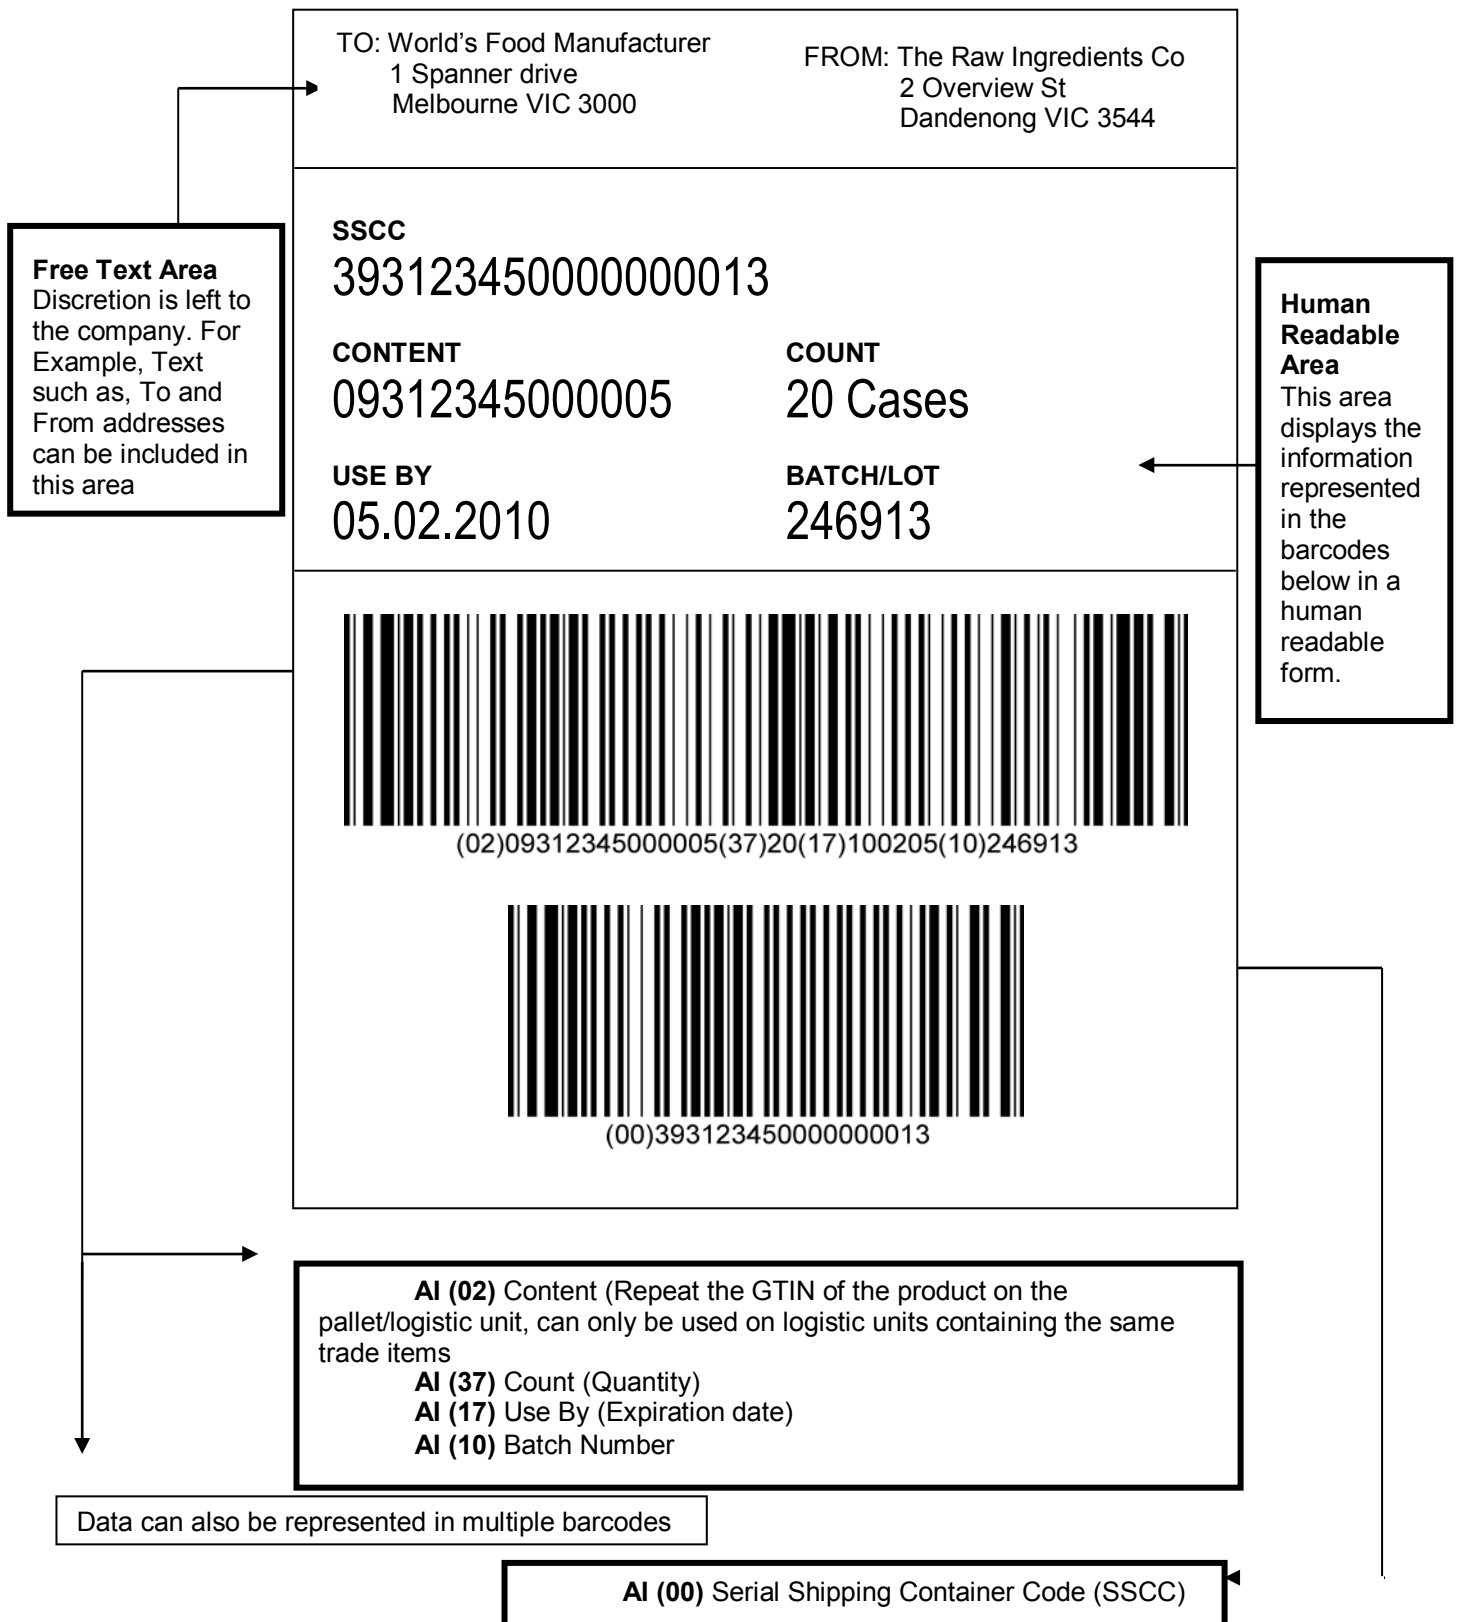 TO: World's Food Manufacturer
1 Spanner drive
Melbourne VIC 3000
FROM: The Raw Ingredients Co
2 Overview St
Dandenong VIC 3544
Free Text Area
Discretion is left to
the company. For
Example, Text
such as, To and
From addresses
can be included in
this area
SSCC
393123450000000013
CONTENT
09312345000005
COUNT
20 Cases
USE BY
05.02.2010
BATCH/LOT
246913
Human
Readable
Area
This area
displays the
information
represented
in the
barcodes
below in a
human
readable
form.
(02)09312345000005(37)20(17)100205(10)246913
(00)393123450000000013
AI (02) Content (Repeat the GTIN of the product on the
pallet/logistic unit, can only be used on logistic units containing the same
trade items
AI (37) Count (Quantity)
AI (17) Use By (Expiration date)
AI (10) Batch Number
Data can also be represented in multiple barcodes
AI (00) Serial Shipping Container Code (SSCC)